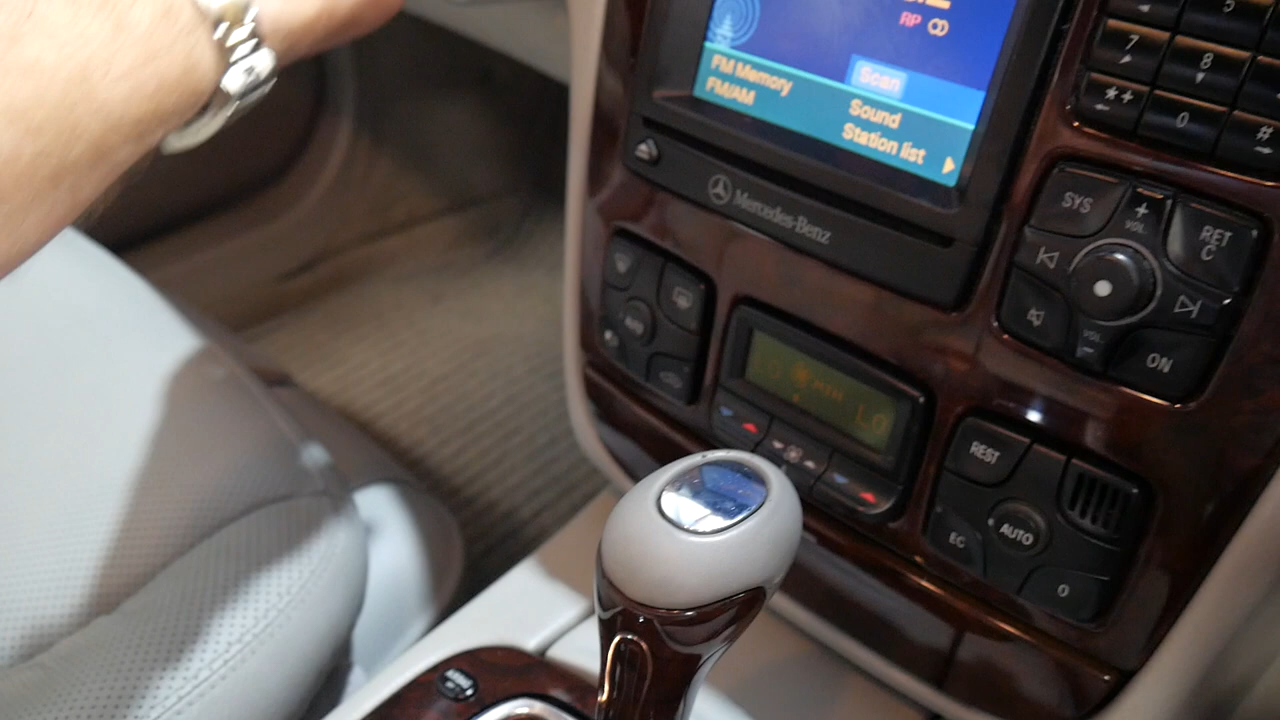 RP
Scan
FM Memory
FM/AM
Sound
Station list
Mercedes-Benz
7
8
*+
0
#
SYS
+
VOL
RET
C
VOL
−
ON
LO
REST
EC
AUTO
0